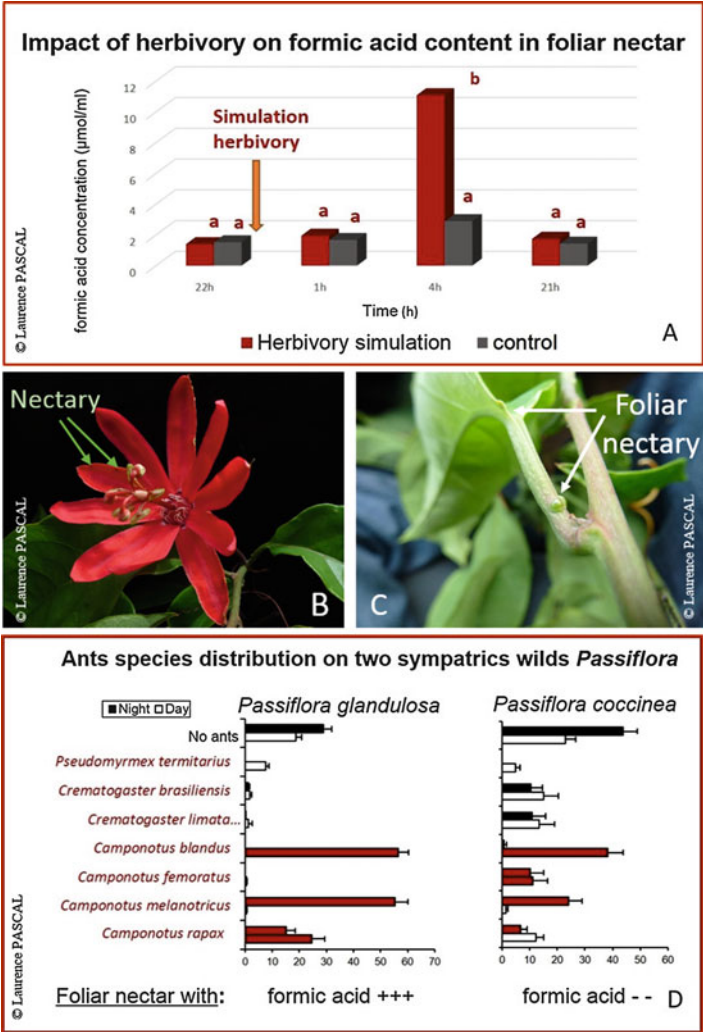 Impact of herbivory on formic acid content in foliar nectar
formic acid concentration (µmol/ml)
12
10
8
6
4
2
0
Simulation
herbivory
a a
a a
b
a
a a
22h 1h 4h 21h
Time (h)
Herbivory simulation control
A
© Laurence PASCAL
Nectary
B
© Laurence PASCAL
Foliar
nectary
C
© Laurence PASCAL
Ants species distribution on two sympatrics wilds Passiflora
Night Day
Passiflora glandulosa Passiflora coccinea
No ants
Pseudomyrmex termitarius
Crematogaster brasiliensis
Crematogaster limata...
Camponotus blandus
Camponotus femoratus
Camponotus melanotricus
Camponotus rapax
0 10 20 30 40 50 60 70
0 20 40 60
Foliar nectar with: formic acid +++ formic acid - -
D
© Laurence PASCAL